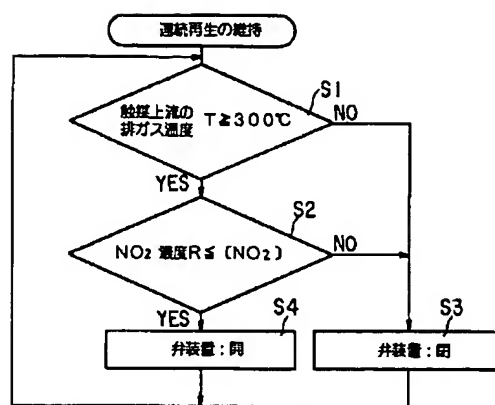 連続再生の維持
S1
触媒上流の
排ガス温度 T≧300℃
NO
YES
S2
NO₂ 濃度R≦〔NO₂〕
NO
YES
S4
S3
弁装置:開
弁装置:閉